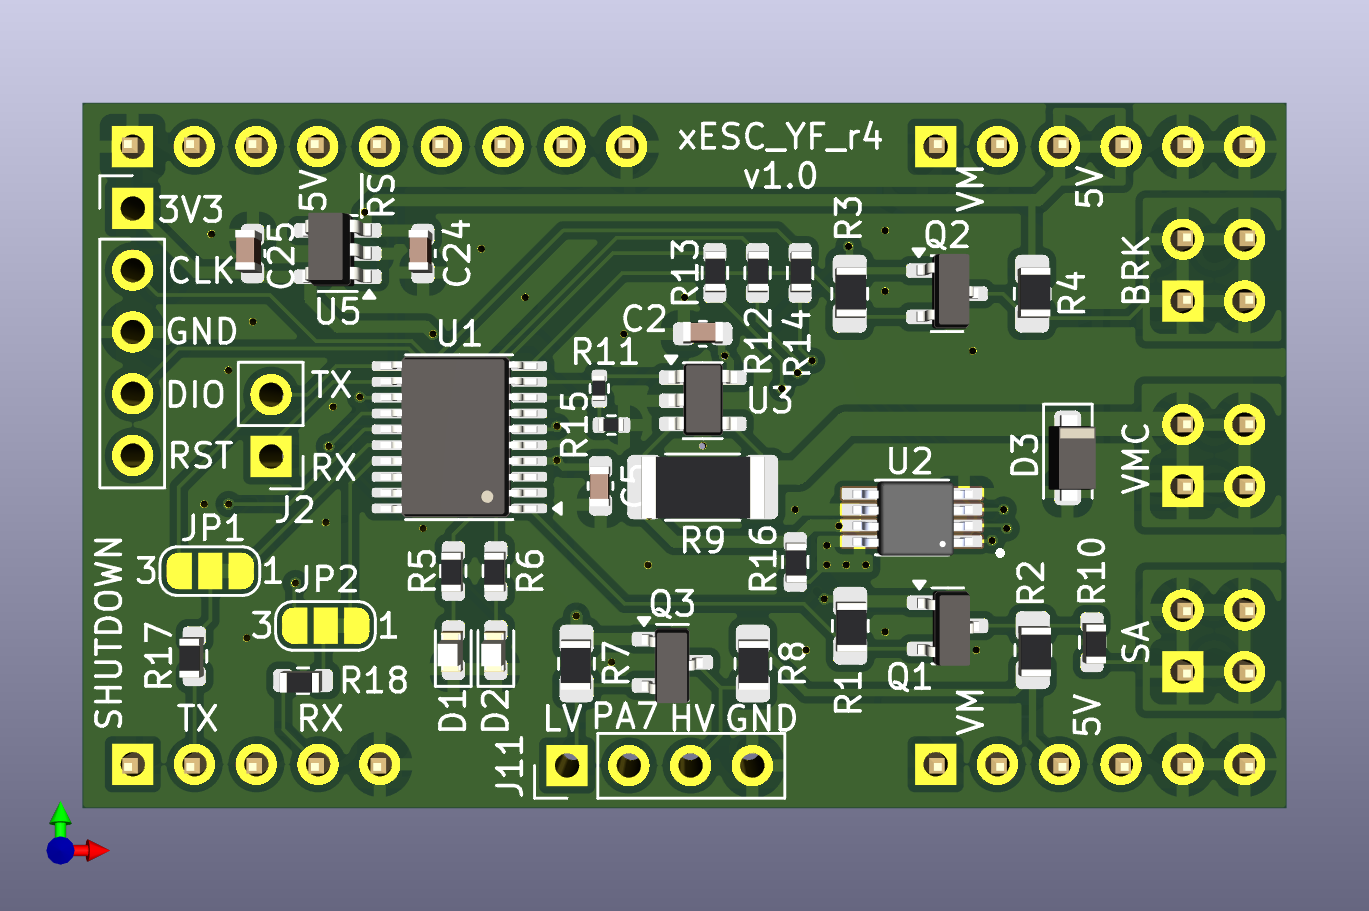 xESC_YF_r4
v1.0
3V3
5V
RS
VM
5V
C25
C24
R3
Q2
CLK
U5
R13
R4
BRK
GND
U1
C2
R12
R14
R11
DIO
TX
U3
R15
RST
RX
C5
U2
D3
VMC
J2
JP1
R9
3
1
R5
R6
R16
R2
R10
SHUTDOWN
JP2
3
1
Q3
R17
R18
R7
R8
R1
Q1
SA
TX
RX
D1
D2
LV
PA7
HV
GND
VM
5V
J11